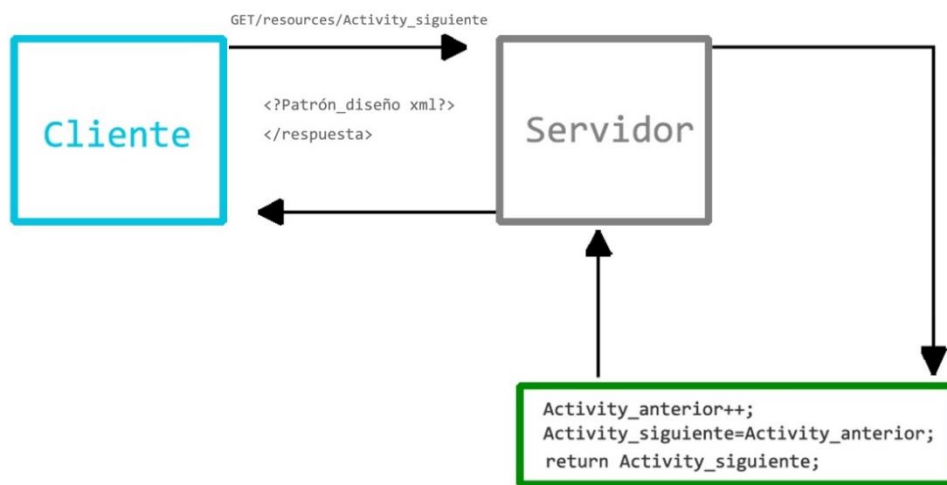 GET/resources/Activity_siguiente
Cliente
<?Patrón_diseño xml?>
</respuesta>
Servidor
Activity_anterior++;
Activity_siguiente=Activity_anterior;
return Activity_siguiente;